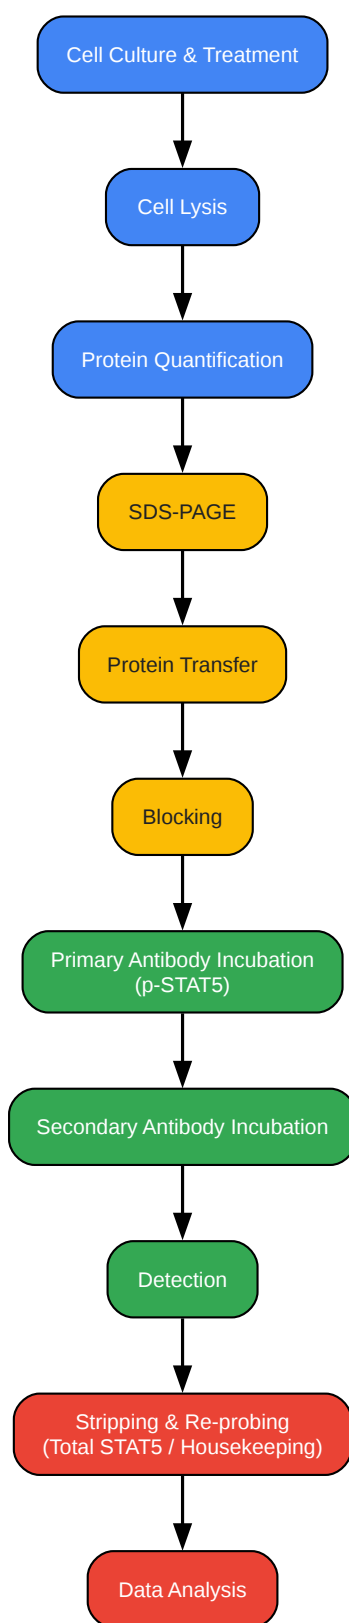 Cell Culture & Treatment
Cell Lysis
Protein Quantification
SDS-PAGE
Protein Transfer
Blocking
Primary Antibody Incubation
(p-STAT5)
Secondary Antibody Incubation
Detection
Stripping & Re-probing
(Total STAT5 / Housekeeping)
Data Analysis